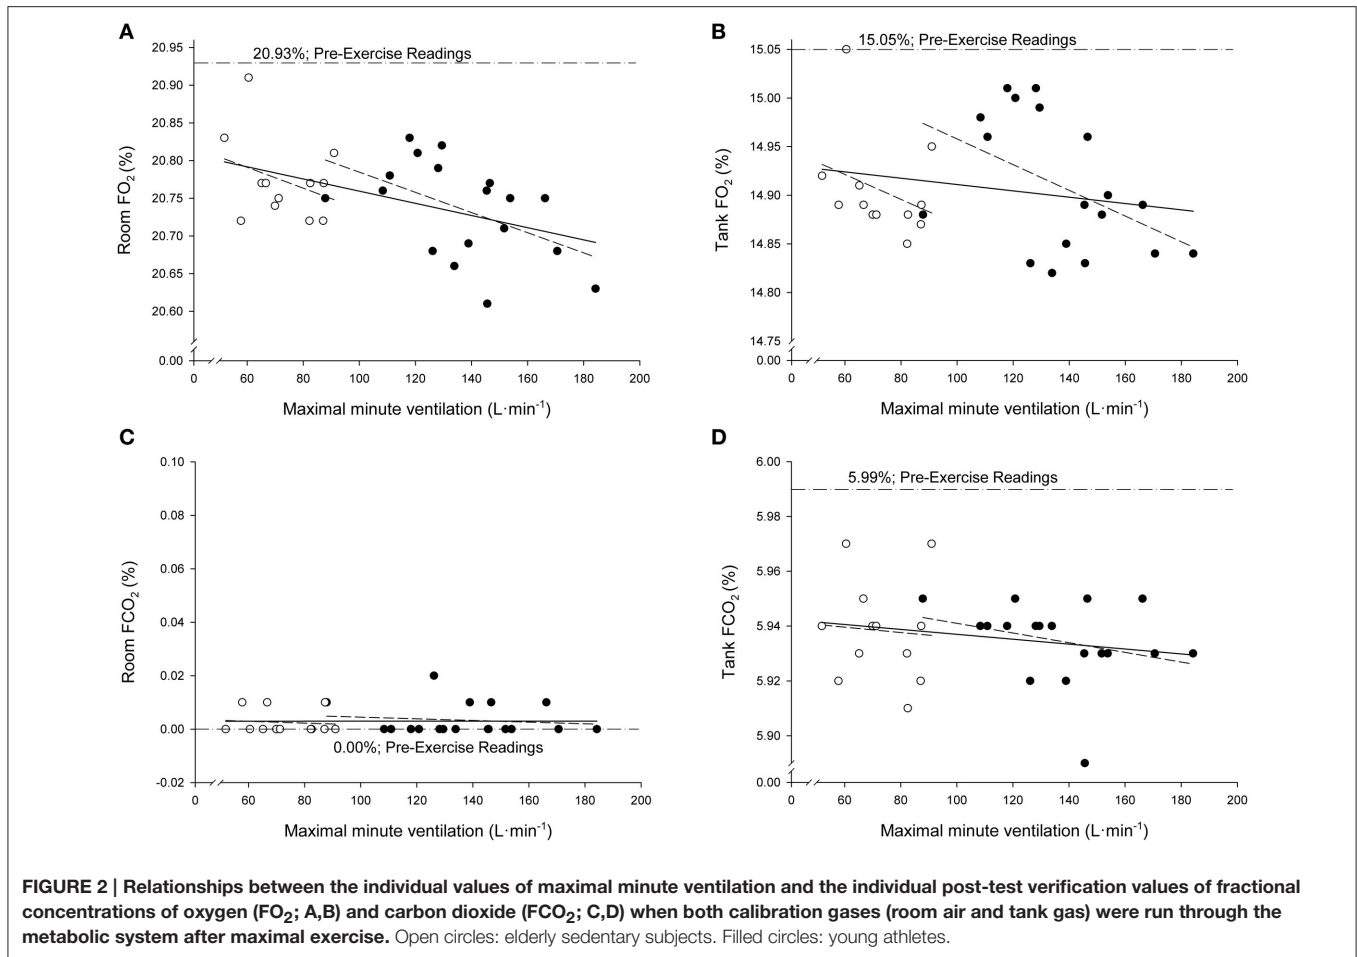 A
20.93%; Pre-Exercise Readings
20.95
20.90
20.85
20.80
20.75
20.70
20.65
20.60
0.00
Room FO2 (%)
0 60 80 100 120 140 160 180 200
Maximal minute ventilation (L·min-1)
B
15.05%; Pre-Exercise Readings
15.05
15.00
14.95
14.90
14.85
14.80
14.75
0.00
Tank FO2 (%)
0 60 80 100 120 140 160 180 200
Maximal minute ventilation (L·min-1)
C
0.10
0.08
0.06
0.04
0.02
0.00
-0.02
Room FCO2 (%)
0.00%; Pre-Exercise Readings
0 60 80 100 120 140 160 180 200
Maximal minute ventilation (L·min-1)
D
6.00
5.99%; Pre-Exercise Readings
5.98
5.96
5.94
5.92
5.90
0.00
Tank FCO2 (%)
0 60 80 100 120 140 160 180 200
Maximal minute ventilation (L·min-1)
FIGURE 2 | Relationships between the individual values of maximal minute ventilation and the individual post-test verification values of fractional
concentrations of oxygen (FO2; A,B) and carbon dioxide (FCO2; C,D) when both calibration gases (room air and tank gas) were run through the
metabolic system after maximal exercise. Open circles: elderly sedentary subjects. Filled circles: young athletes.